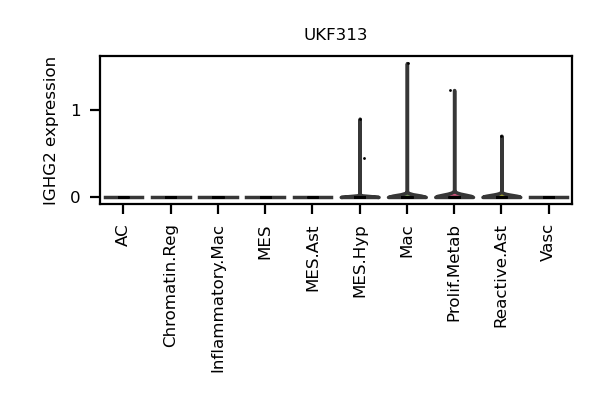 UKF313
IGHG2 expression
1
0
AC
Chromatin.Reg
Inflammatory.Mac
MES
MES.Ast
MES.Hyp
Mac
Prolif.Metab
Reactive.Ast
Vasc